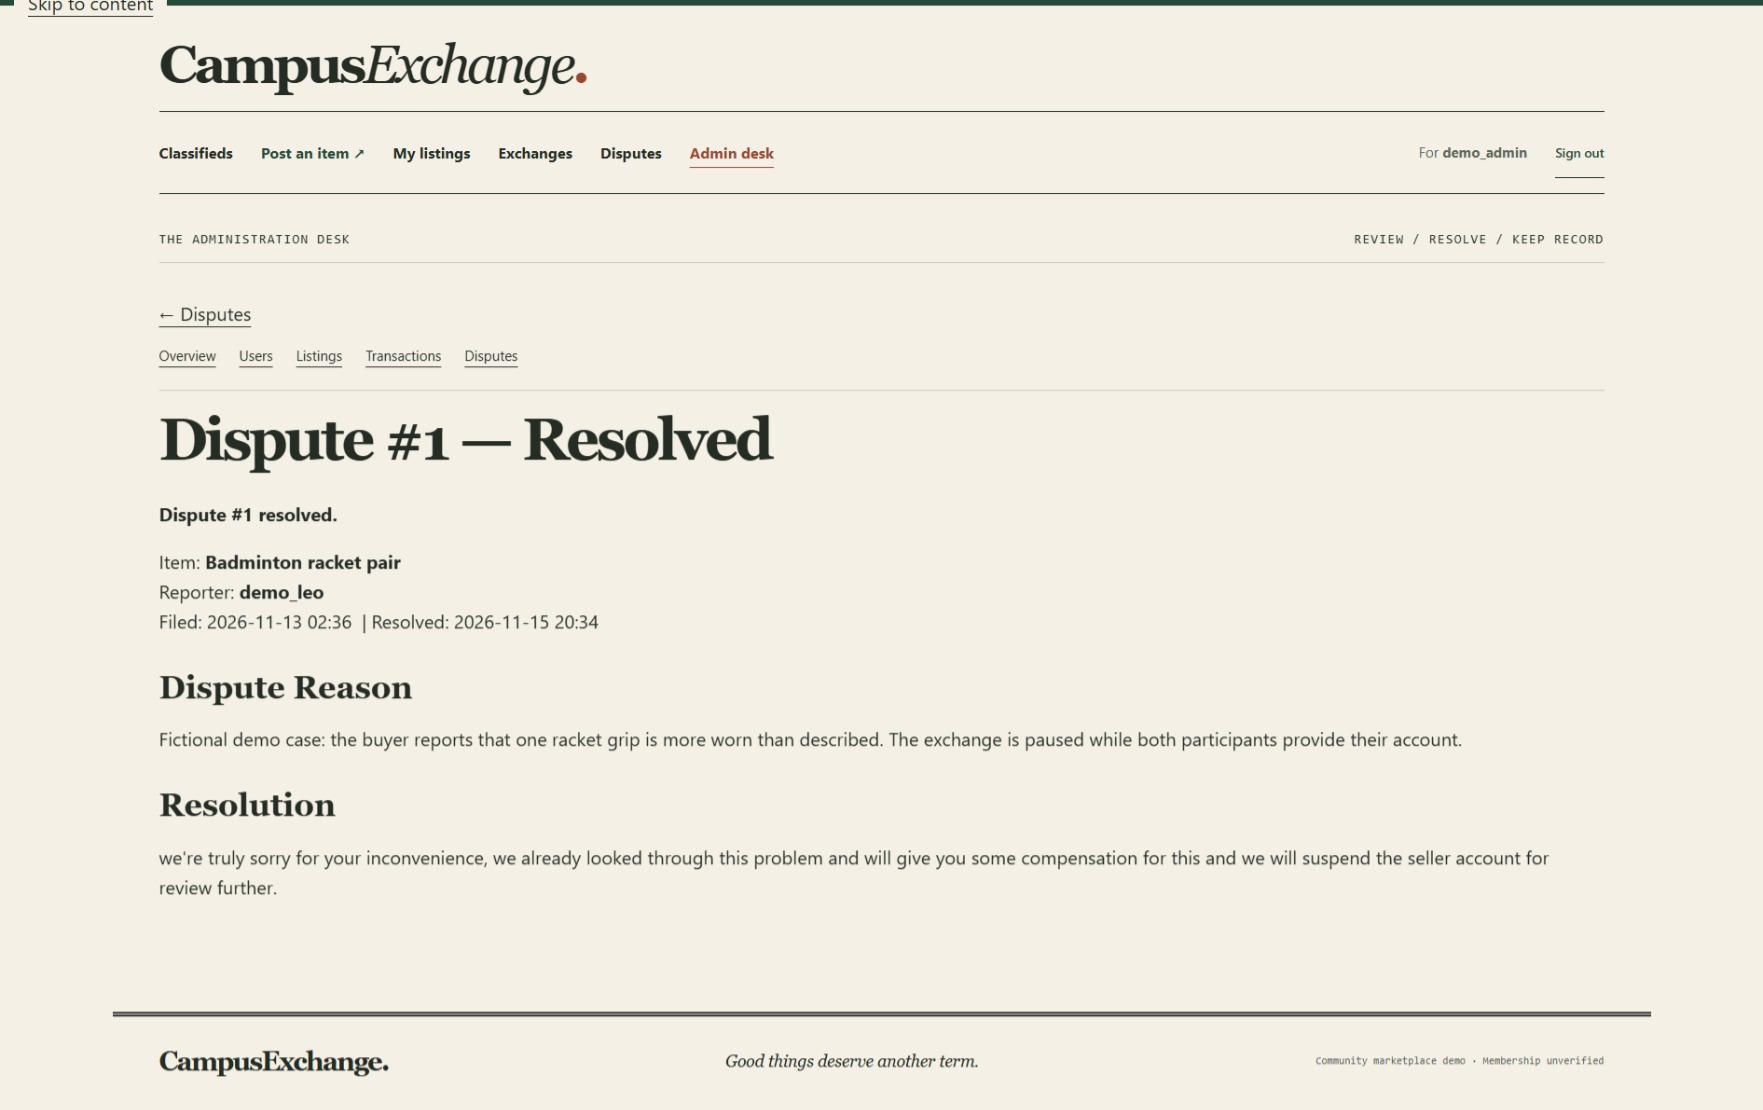 Skip to content
CampusExchange.
Classifieds Post an item ↗ My listings Exchanges Disputes Admin desk For demo_admin Sign out
THE ADMINISTRATION DESK REVIEW / RESOLVE / KEEP RECORD
← Disputes
Overview Users Listings Transactions Disputes
Dispute #1 — Resolved
Dispute #1 resolved.
Item: Badminton racket pair
Reporter: demo_leo
Filed: 2026-11-13 02:36 | Resolved: 2026-11-15 20:34
Dispute Reason
Fictional demo case: the buyer reports that one racket grip is more worn than described. The exchange is paused while both participants provide their account.
Resolution
we're truly sorry for your inconvenience, we already looked through this problem and will give you some compensation for this and we will suspend the seller account for
review further.
CampusExchange. Good things deserve another term. Community marketplace demo · Membership unverified